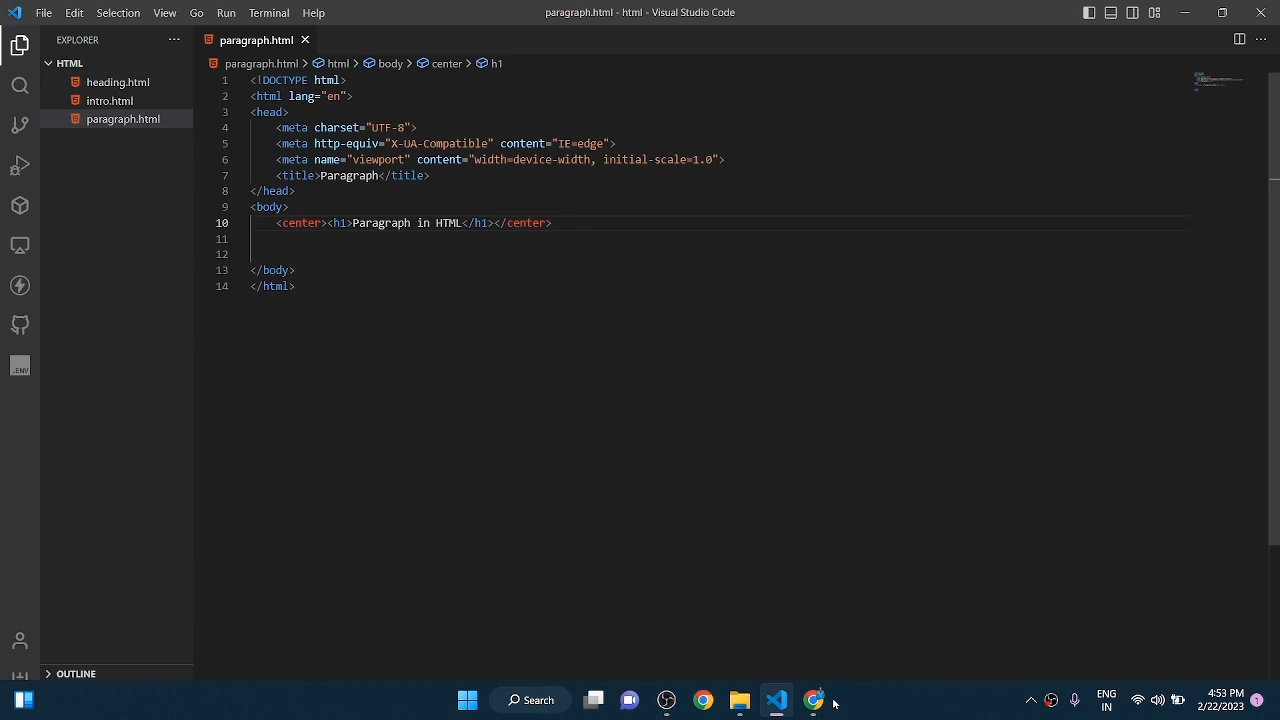 File Edit Selection View Go Run Terminal Help
paragraph.html - html - Visual Studio Code
EXPLORER
HTML
heading.html
intro.html
paragraph.html
OUTLINE
paragraph.html
paragraph.html > html > body > center > h1
1 <!DOCTYPE html>
2 <html lang="en">
3 <head>
4 <meta charset="UTF-8">
5 <meta http-equiv="X-UA-Compatible" content="IE=edge">
6 <meta name="viewport" content="width=device-width, initial-scale=1.0">
7 <title>Paragraph</title>
8 </head>
9 <body>
10 <center><h1>Paragraph in HTML</h1></center>
11
12
13 </body>
14 </html>
.ENV
Search
ENG
IN
4:53 PM
2/22/2023
1